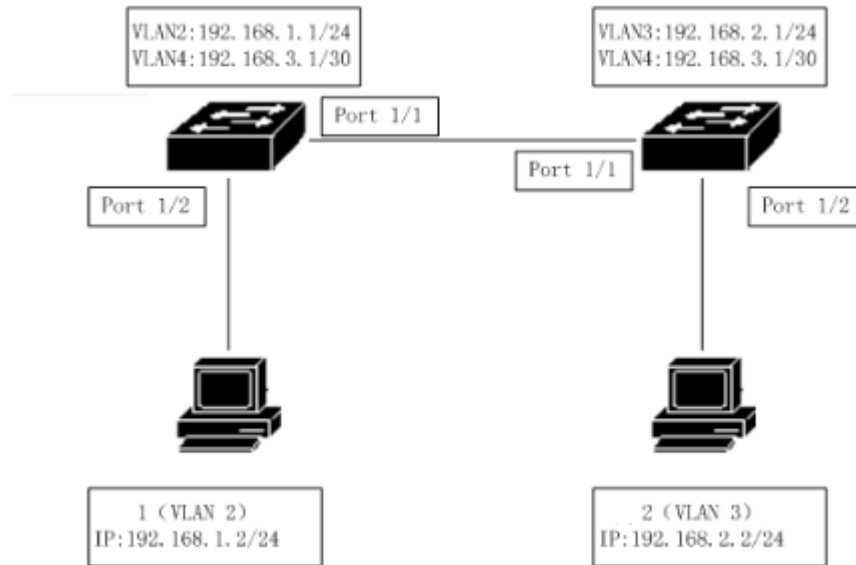 VLAN2:192.168.1.1/24
VLAN4:192.168.3.1/30
VLAN3:192.168.2.1/24
VLAN4:192.168.3.1/30
Port 1/1
Port 1/1
Port 1/2
Port 1/2
1（VLAN 2）
IP:192.168.1.2/24
2（VLAN 3）
IP:192.168.2.2/24